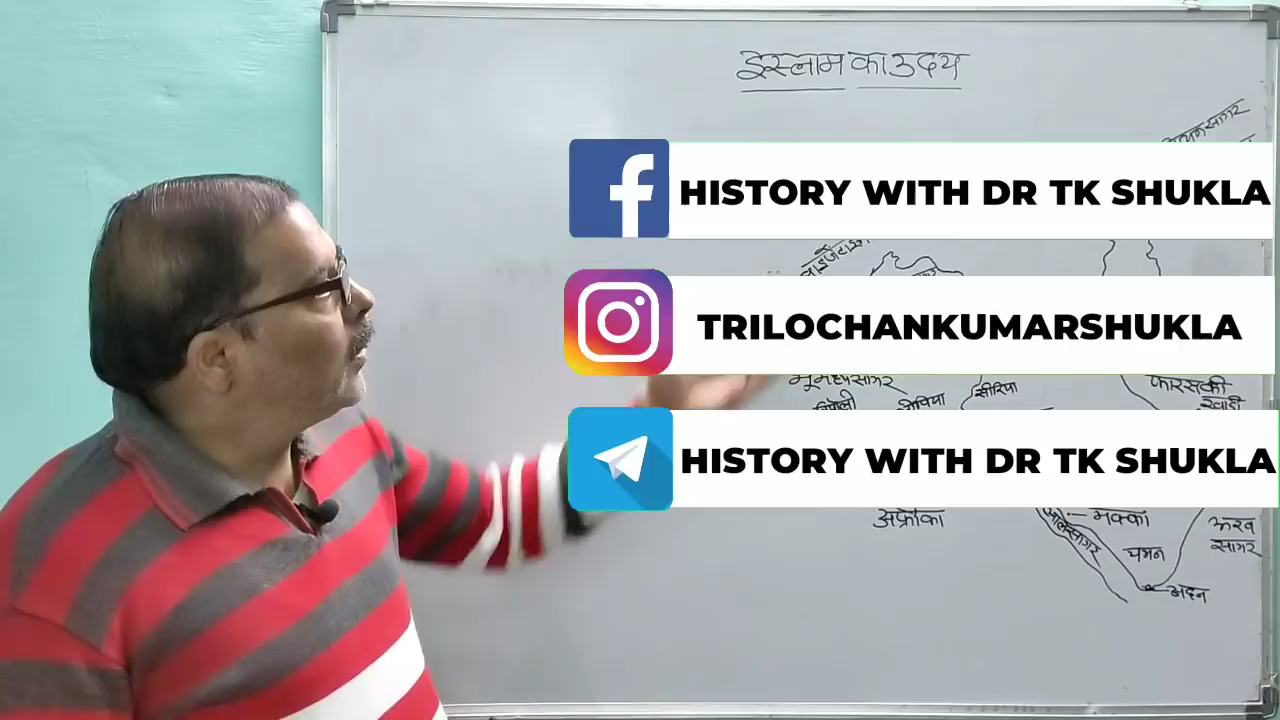 इस्लाम का उदय
HISTORY WITH DR TK SHUKLA
TRILOCHANKUMARSHUKLA
भूमध्यसागर
सीरिया
फारस की
खाड़ी
HISTORY WITH DR TK SHUKLA
अफ्रीका
मक्का
अरब
सागर
यमन
अदन